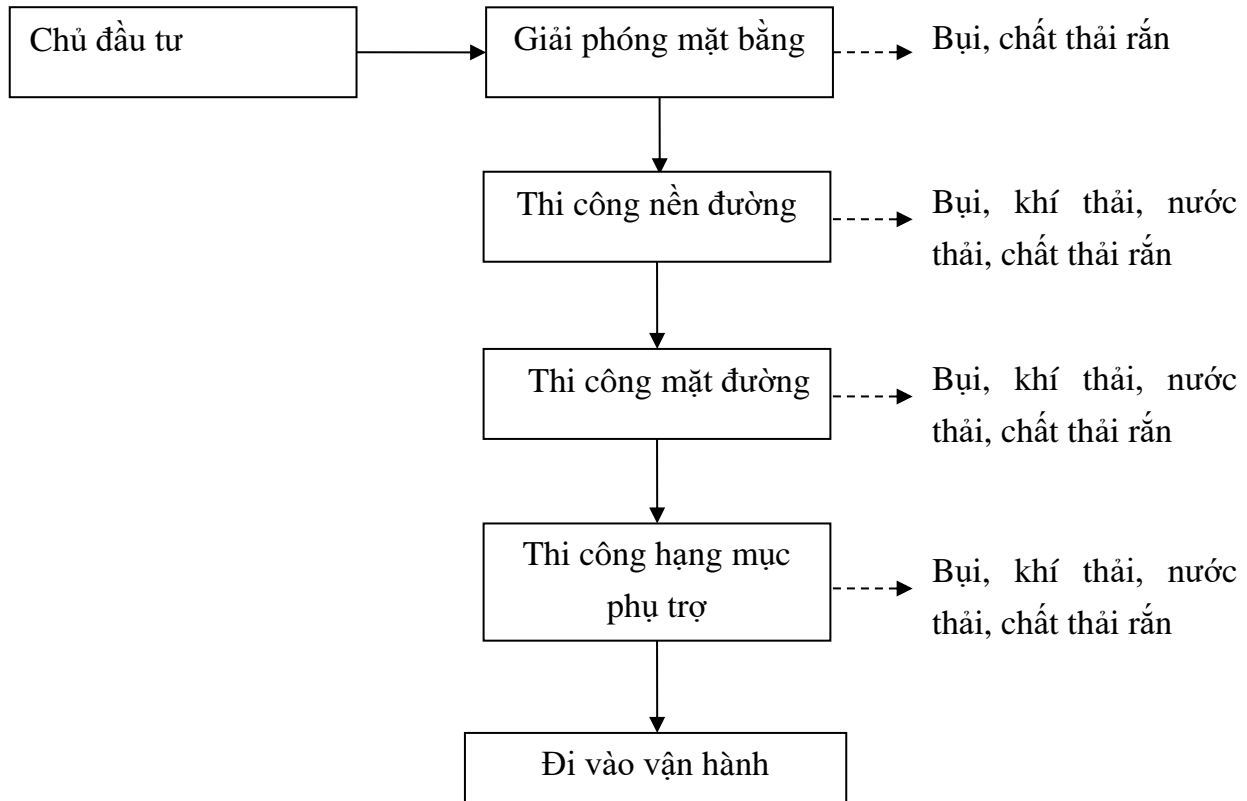 Chủ đầu tư
Giải phóng mặt bằng
Bụi, chất thải rắn
Thi công nền đường
Bụi, khí thải, nước
thải, chất thải rắn
Thi công mặt đường
Bụi, khí thải, nước
thải, chất thải rắn
Thi công hạng mục
phụ trợ
Bụi, khí thải, nước
thải, chất thải rắn
Đi vào vận hành